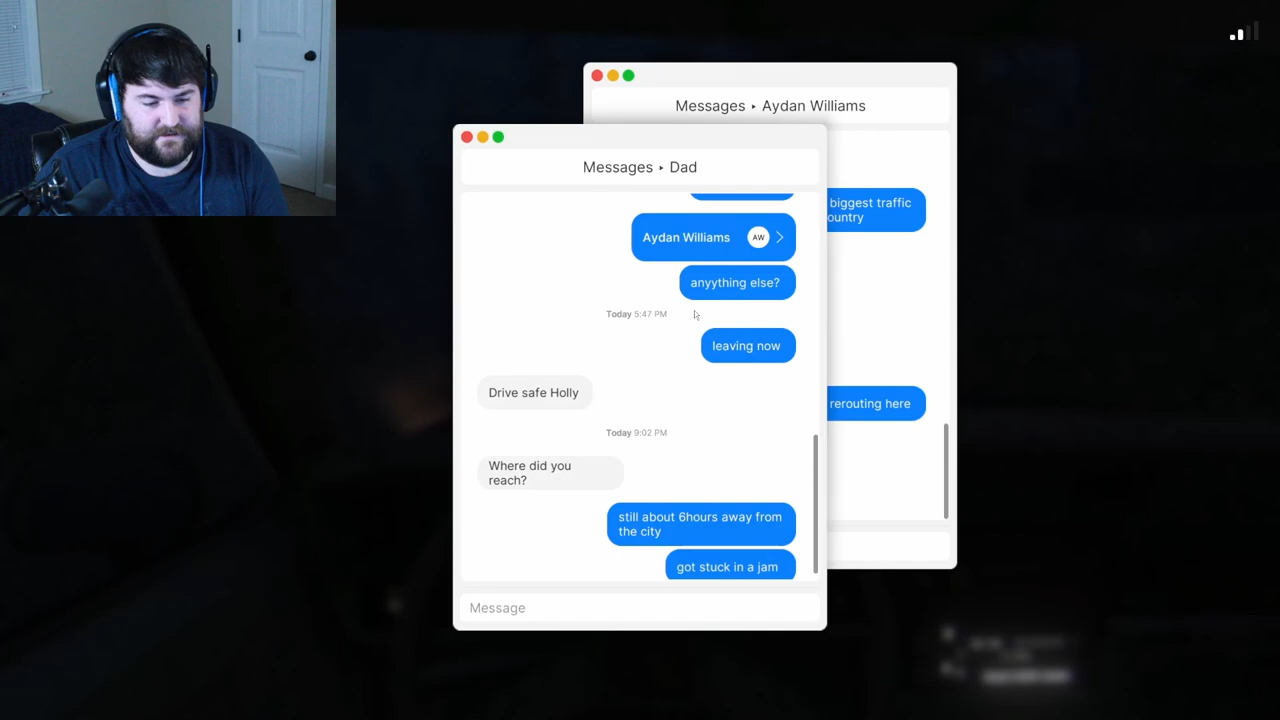 Messages ▸ Aydan Williams
biggest traffic
ountry
rerouting here
Messages ▸ Dad
Aydan Williams AW
anyything else?
Today 5:47 PM
leaving now
Drive safe Holly
Today 9:02 PM
Where did you
reach?
still about 6hours away from
the city
got stuck in a jam
Message